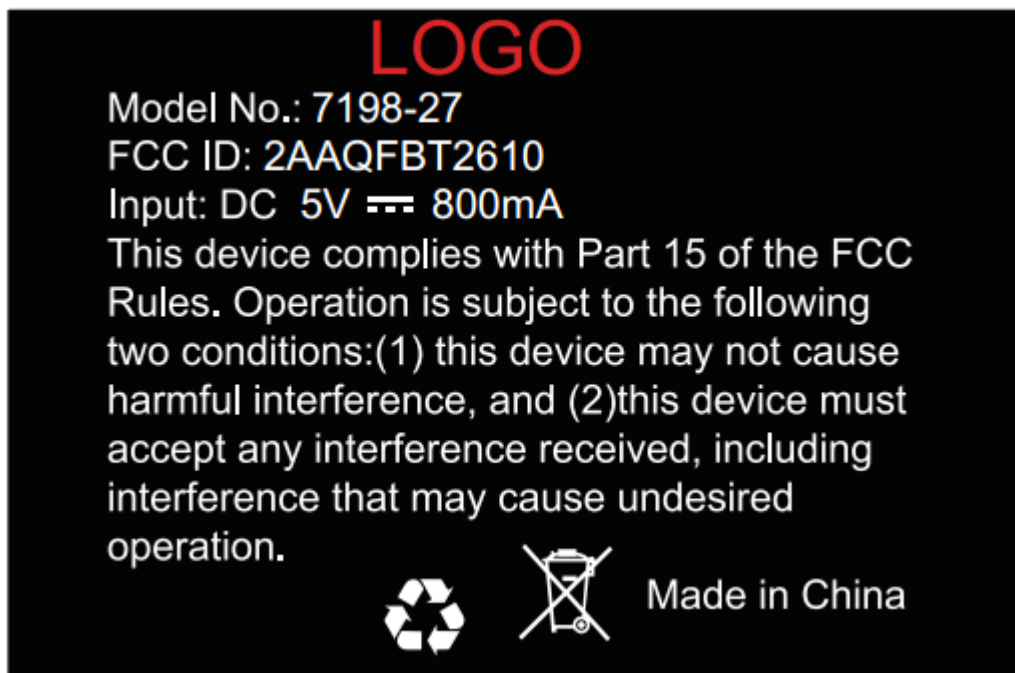 LOGO
Model No.: 7198-27
FCC ID: 2AAQFBT2610
Input: DC 5V ⎓ 800mA
This device complies with Part 15 of the FCC
Rules. Operation is subject to the following
two conditions:(1) this device may not cause
harmful interference, and (2)this device must
accept any interference received, including
interference that may cause undesired
operation.
Made in China